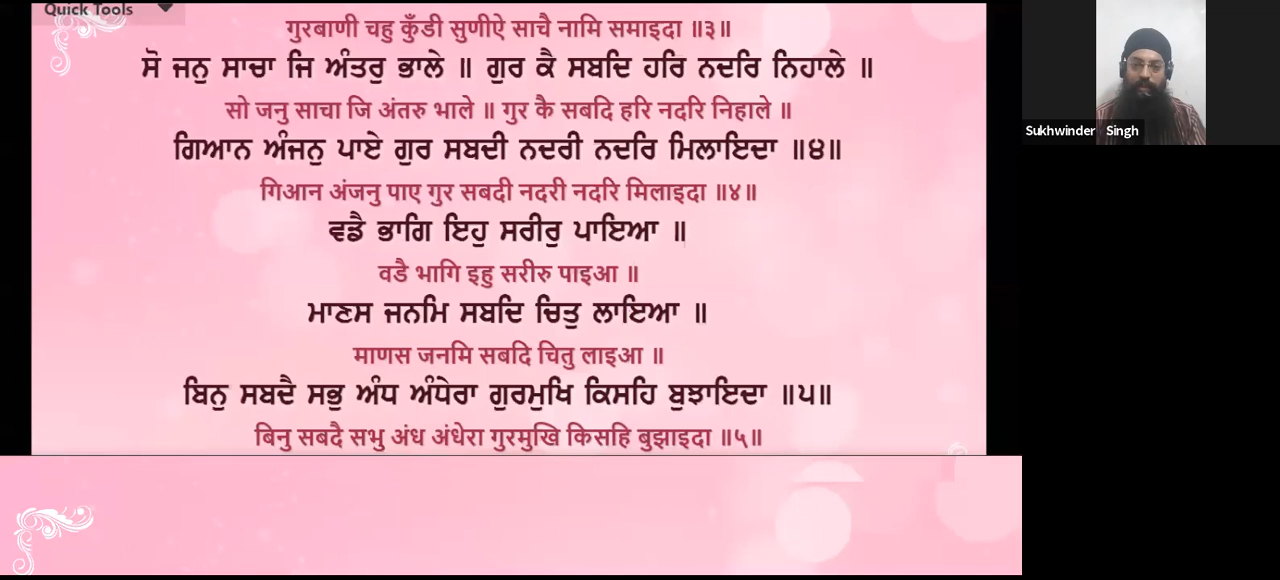 Quick Tools
गुरबाणी चहु कुँडी सुणीऐ साचै नामि समाइदा ॥३॥
ਸੋ ਜਨੁ ਸਾਚਾ ਜਿ ਅੰਤਰੁ ਭਾਲੇ ॥ ਗੁਰ ਕੈ ਸਬਦਿ ਹਰਿ ਨਦਰਿ ਨਿਹਾਲੇ ॥
सो जनु साचा जि अंतरु भाले ॥ गुर कै सबदि हरि नदरि निहाले ॥
ਗਿਆਨ ਅੰਜਨੁ ਪਾਏ ਗੁਰ ਸਬਦੀ ਨਦਰੀ ਨਦਰਿ ਮਿਲਾਇਦਾ ॥੪॥
गिआन अंजनु पाए गुर सबदी नदरी नदरि मिलाइदा ॥४॥
ਵਡੈ ਭਾਗਿ ਇਹੁ ਸਰੀਰੁ ਪਾਇਆ ॥
वडै भागि इहु सरीरु पाइआ ॥
ਮਾਣਸ ਜਨਮਿ ਸਬਦਿ ਚਿਤੁ ਲਾਇਆ ॥
माणस जनमि सबदि चितु लाइआ ॥
ਬਿਨੁ ਸਬਦੈ ਸਭੁ ਅੰਧ ਅੰਧੇਰਾ ਗੁਰਮੁਖਿ ਕਿਸਹਿ ਬੁਝਾਇਦਾ ॥੫॥
बिनु सबदै सभु अंध अंधेरा गुरमुखि किसहि बुझाइदा ॥५॥
Sukhwinder Singh